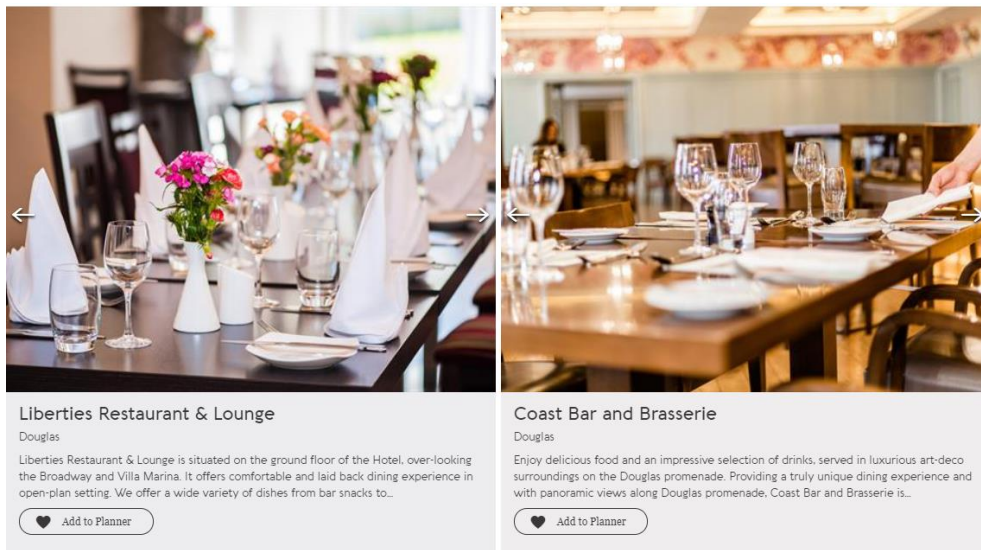 Liberties Restaurant & Lounge
Douglas
Liberties Restaurant & Lounge is situated on the ground floor of the Hotel, over-looking
the Broadway and Villa Marina. It offers comfortable and laid back dining experience in
open-plan setting. We offer a wide variety of dishes from bar snacks to...
Add to Planner
Coast Bar and Brasserie
Douglas
Enjoy delicious food and an impressive selection of drinks, served in luxurious art-deco
surroundings on the Douglas promenade. Providing a truly unique dining experience and
with panoramic views along Douglas promenade, Coast Bar and Brasserie is...
Add to Planner